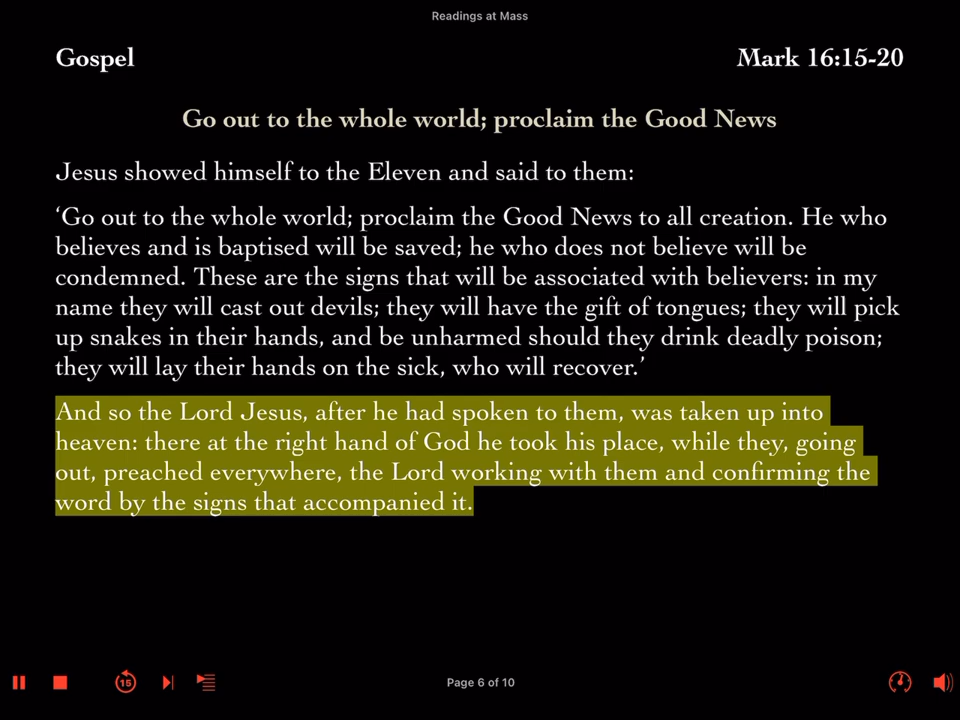 Readings at Mass
Gospel
Mark 16:15-20
Go out to the whole world; proclaim the Good News
Jesus showed himself to the Eleven and said to them:
‘Go out to the whole world; proclaim the Good News to all creation. He who
believes and is baptised will be saved; he who does not believe will be
condemned. These are the signs that will be associated with believers: in my
name they will cast out devils; they will have the gift of tongues; they will pick
up snakes in their hands, and be unharmed should they drink deadly poison;
they will lay their hands on the sick, who will recover.’
And so the Lord Jesus, after he had spoken to them, was taken up into
heaven: there at the right hand of God he took his place, while they, going
out, preached everywhere, the Lord working with them and confirming the
word by the signs that accompanied it.
15
Page 6 of 10